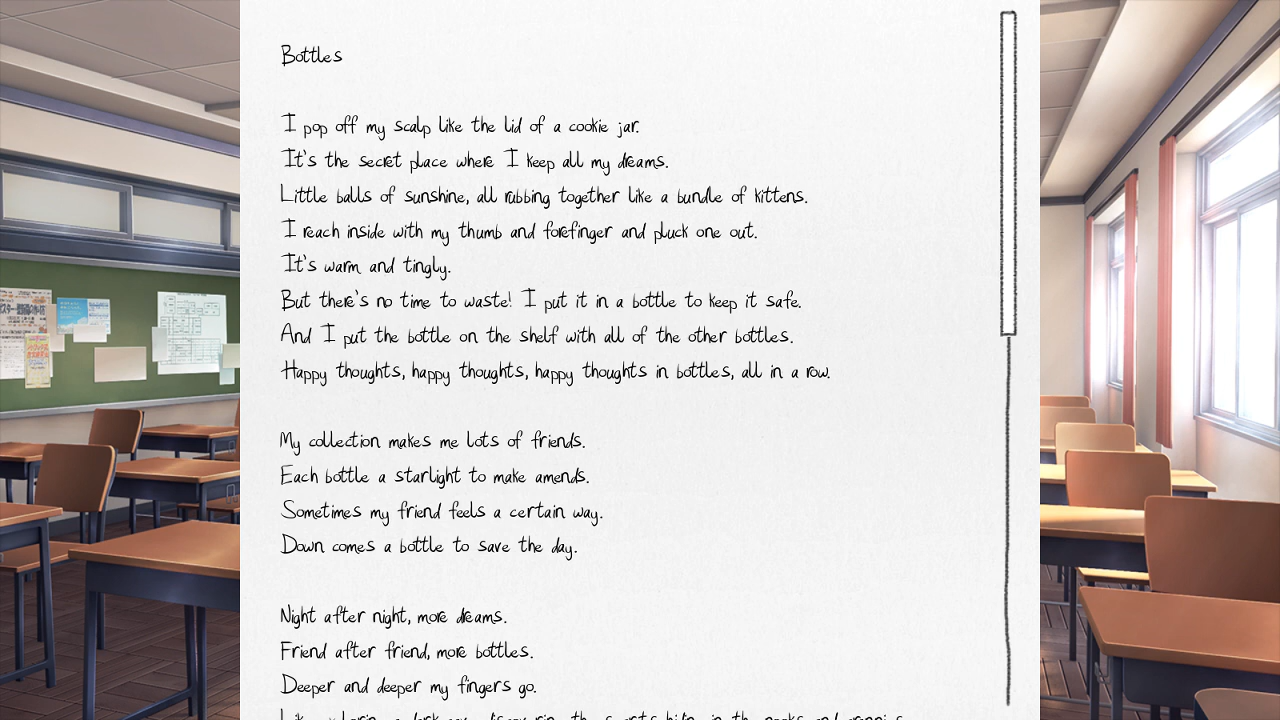 Bottles
I pop off my scalp like the lid of a cookie jar.
It's the secret place where I keep all my dreams.
Little balls of sunshine, all rubbing together like a bundle of kittens.
I reach inside with my thumb and forefinger and pluck one out.
It's warm and tingly.
But there's no time to waste! I put it in a bottle to keep it safe.
And I put the bottle on the shelf with all of the other bottles.
Happy thoughts, happy thoughts, happy thoughts in bottles, all in a row.
My collection makes me lots of friends.
Each bottle a starlight to make amends.
Sometimes my friend feels a certain way.
Down comes a bottle to save the day.
Night after night, more dreams.
Friend after friend, more bottles.
Deeper and deeper my fingers go.